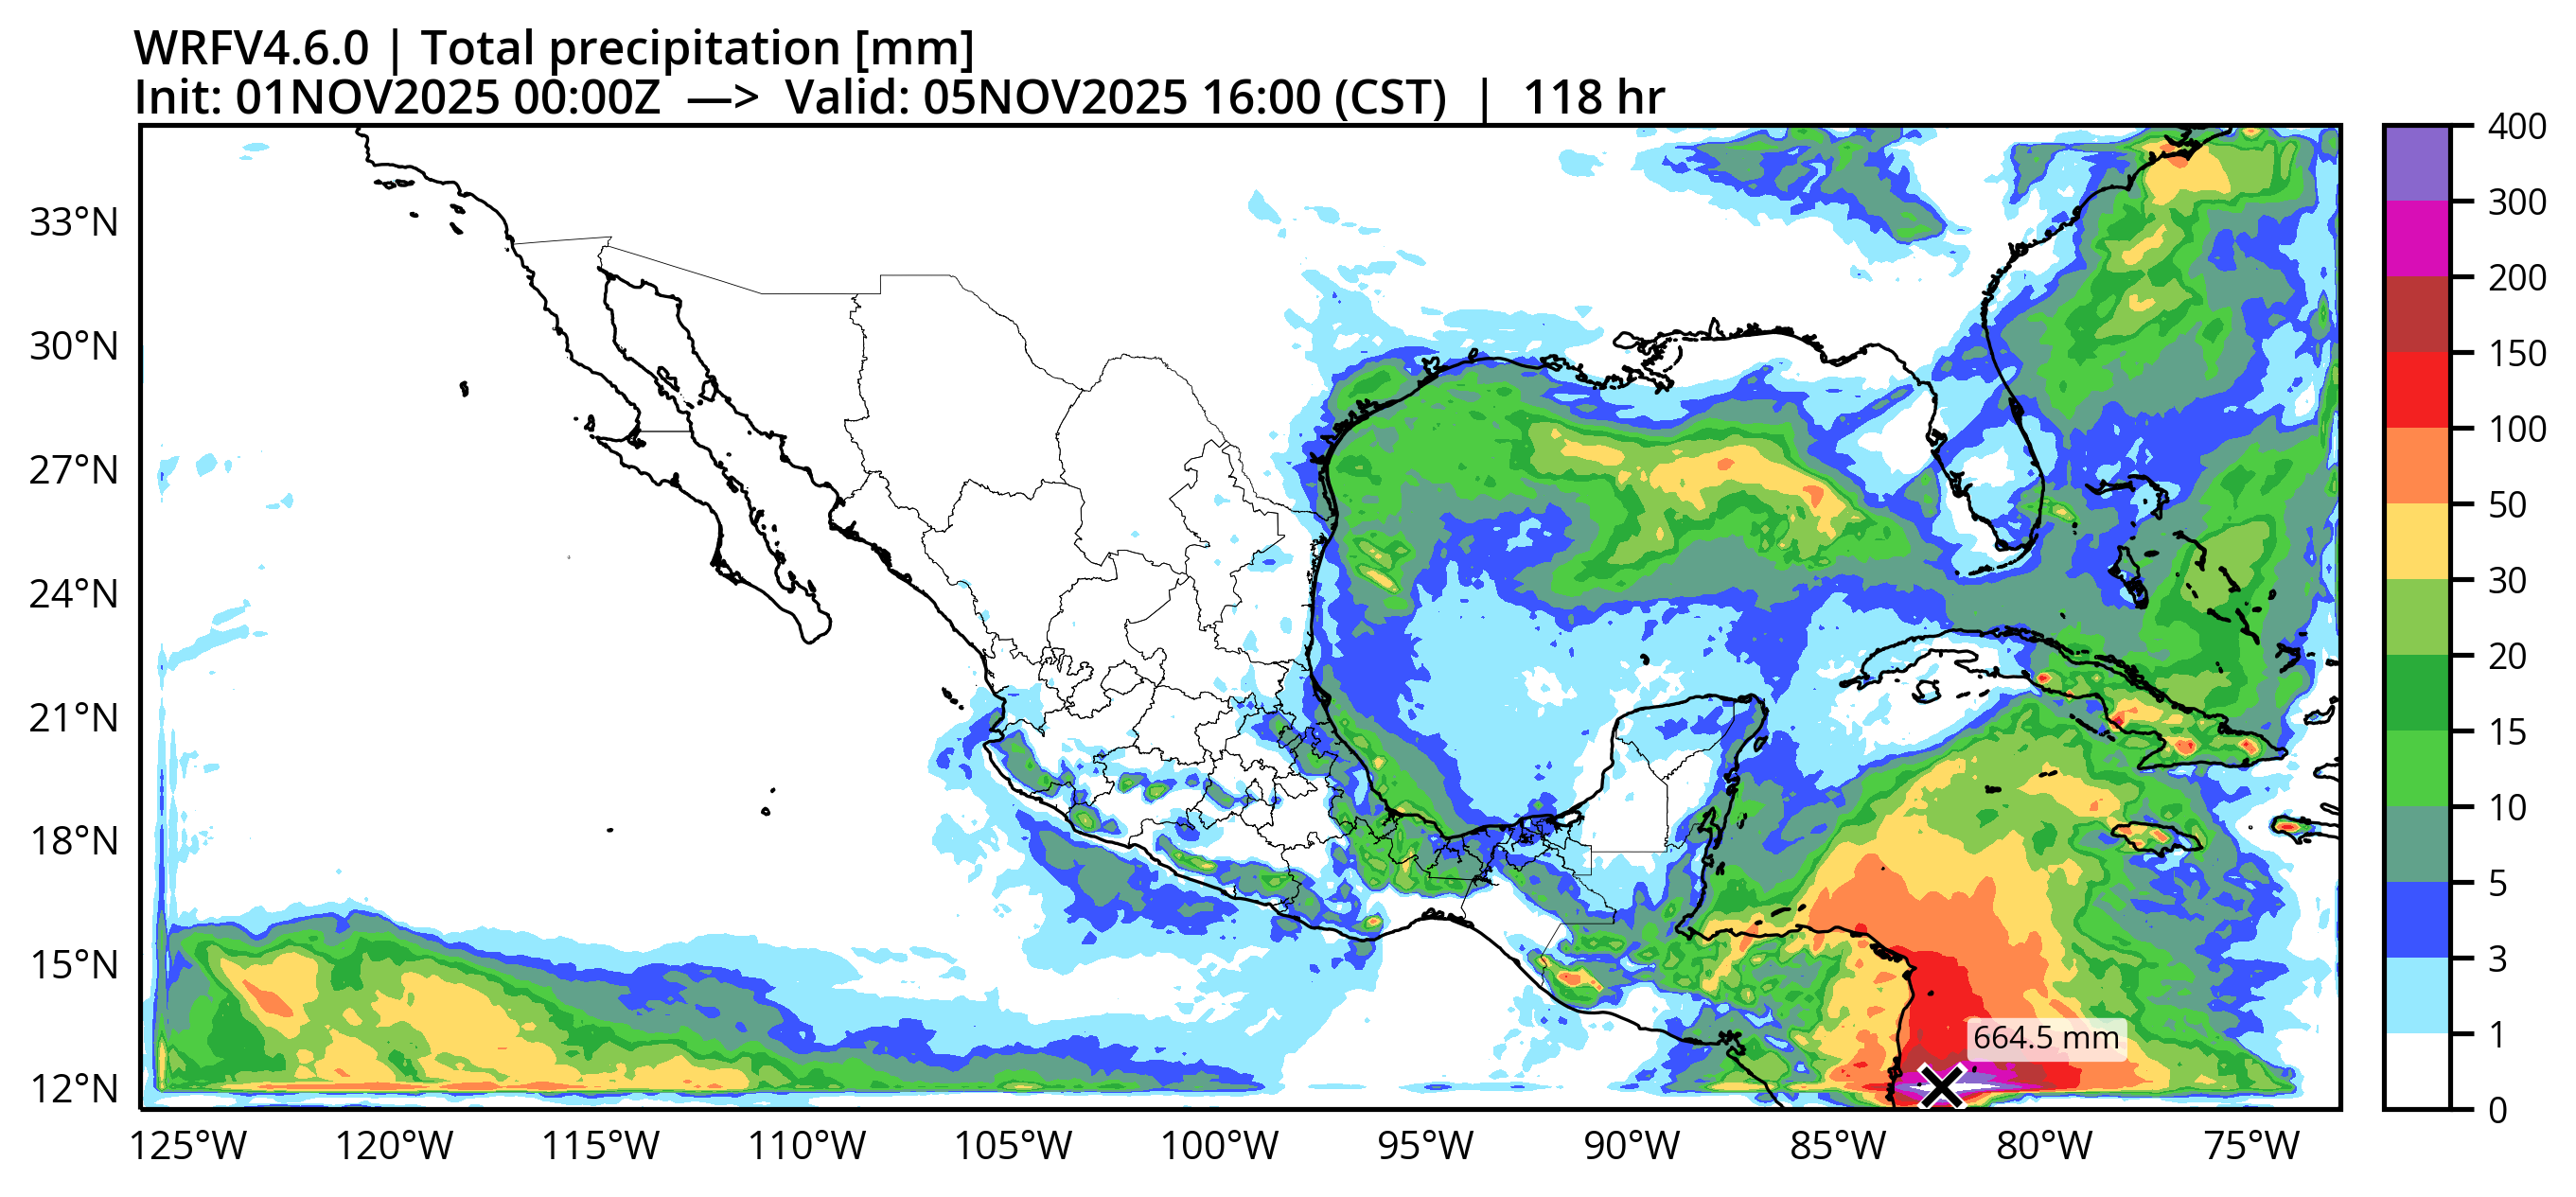 WRFV4.6.0 | Total precipitation [mm]
Init: 01NOV2025 00:00Z —> Valid: 05NOV2025 16:00 (CST) | 118 hr
33°N
30°N
27°N
24°N
21°N
18°N
15°N
12°N
125°W 120°W 115°W 110°W 105°W 100°W 95°W 90°W 85°W 80°W 75°W
664.5 mm
400
300
200
150
100
50
30
20
15
10
5
3
1
0